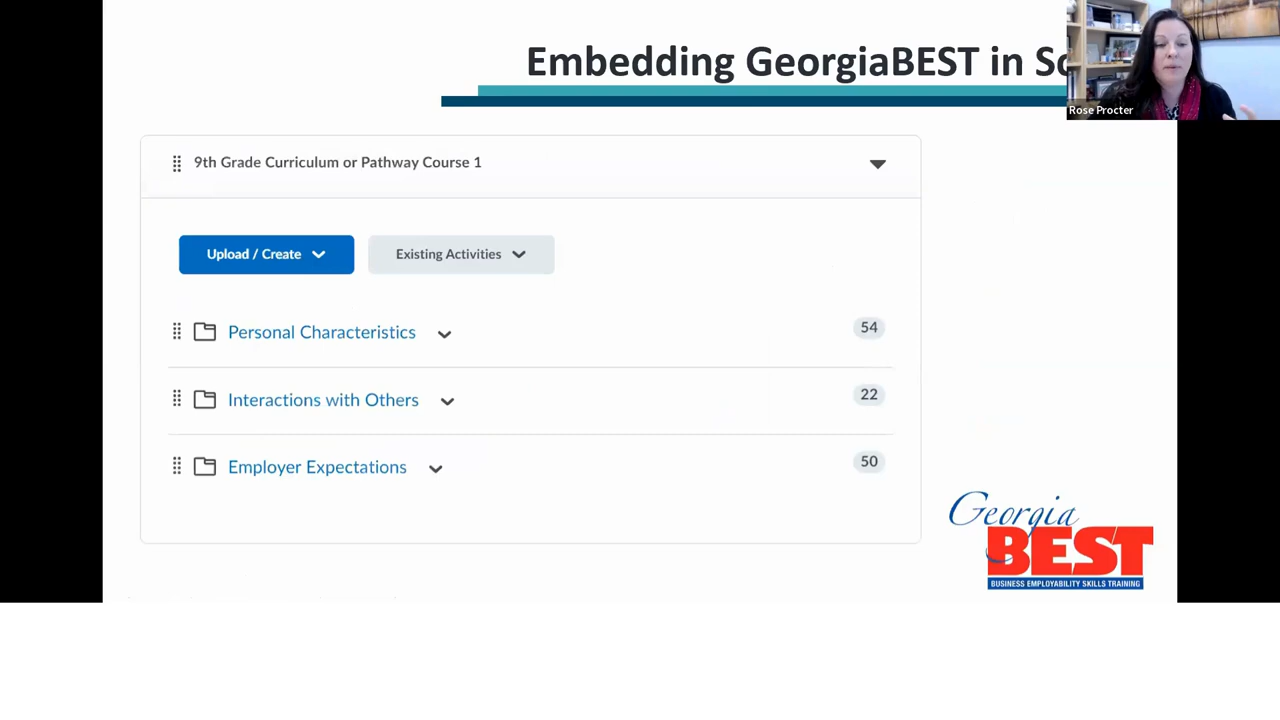 Embedding GeorgiaBEST in
Rose Procter
9th Grade Curriculum or Pathway Course 1
Upload / Create
Existing Activities
Personal Characteristics
54
Interactions with Others
22
Employer Expectations
50
Georgia
BEST
BUSINESS EMPLOYABILITY SKILLS TRAINING